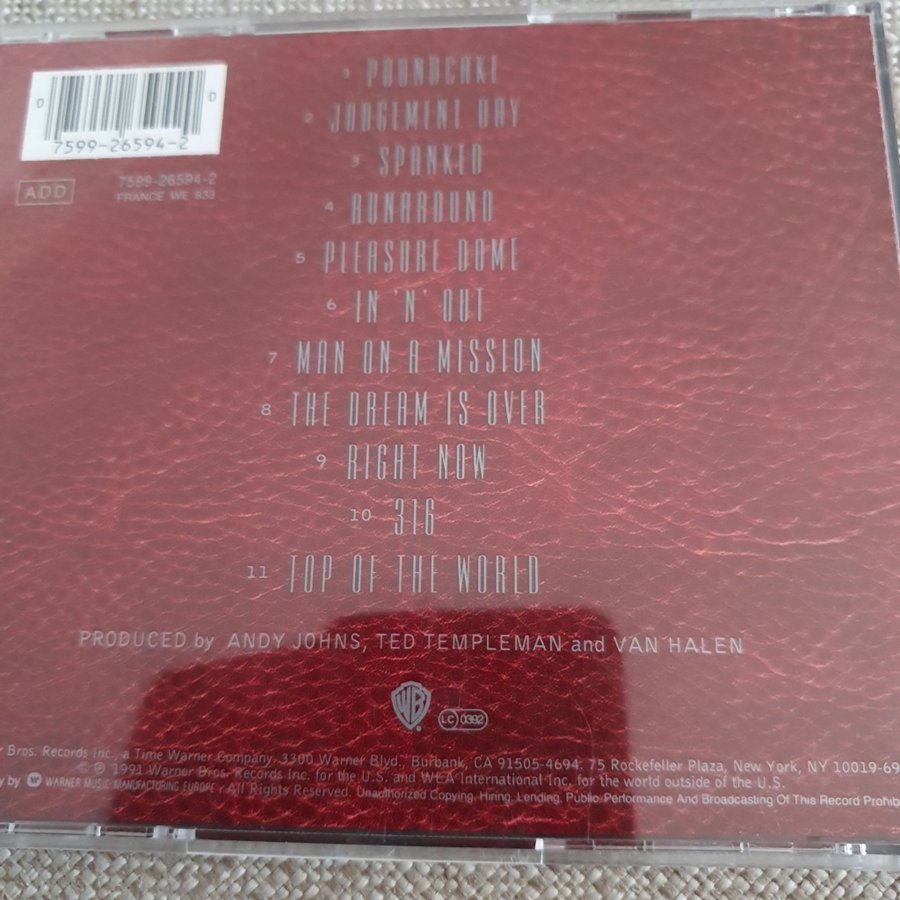 0 0
7599-26594-2
ADD
7599-26594-2
FRANCE WE 833
1 POUNDCAKE
2 JUDGEMENT DAY
3 SPANKED
4 RUNAROUND
5 PLEASURE DOME
6 IN 'N' OUT
7 MAN ON A MISSION
8 THE DREAM IS OVER
9 RIGHT NOW
10 316
11 TOP OF THE WORLD
PRODUCED by ANDY JOHNS, TED TEMPLEMAN and VAN HALEN
WB
LC 0392
Bros. Records Inc., a Time Warner Company, 3300 Warner Blvd., Burbank, CA 91505-4694. 75 Rockefeller Plaza, New York, NY 10019-69
© ℗ 1991 Warner Bros. Records Inc. for the U.S. and WEA International Inc. for the world outside of the U.S.
by WARNER MUSIC MANUFACTURING EUROPE · All Rights Reserved. Unauthorized Copying, Hiring, Lending, Public Performance And Broadcasting Of This Record